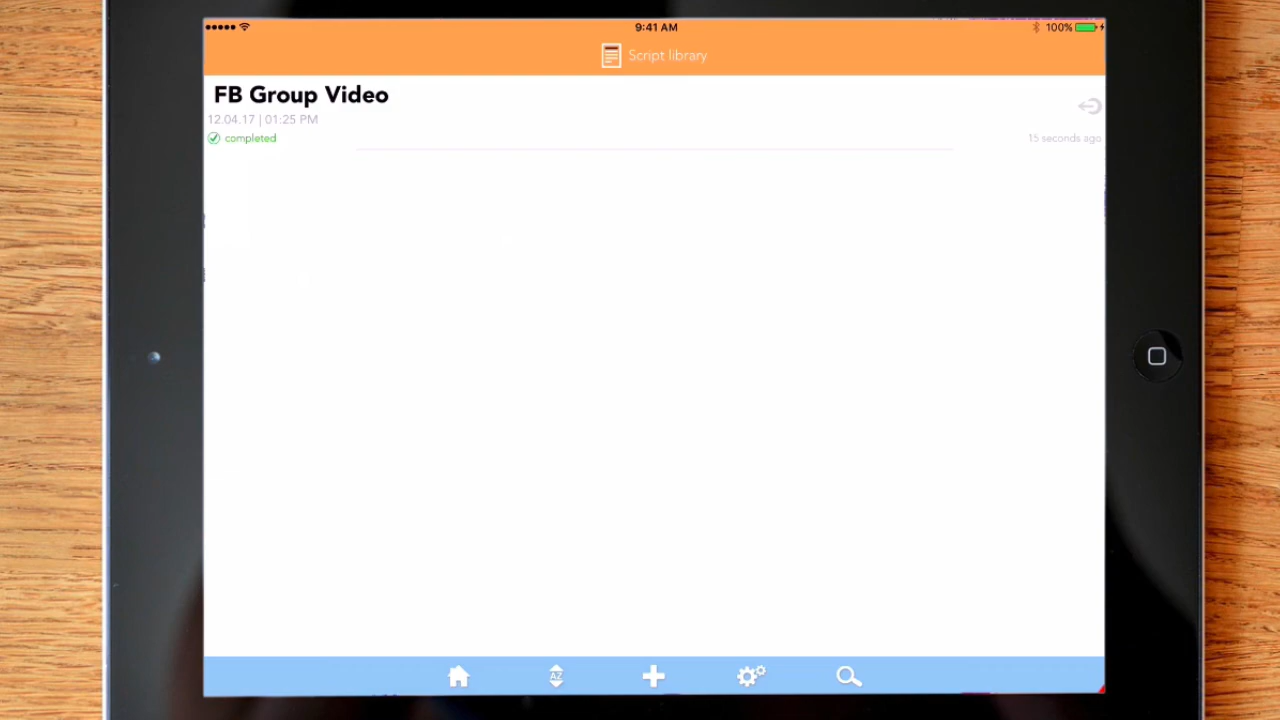 9:41 AM
100%
Script library
FB Group Video
12.04.17 | 01:25 PM
completed
15 seconds ago
AZ